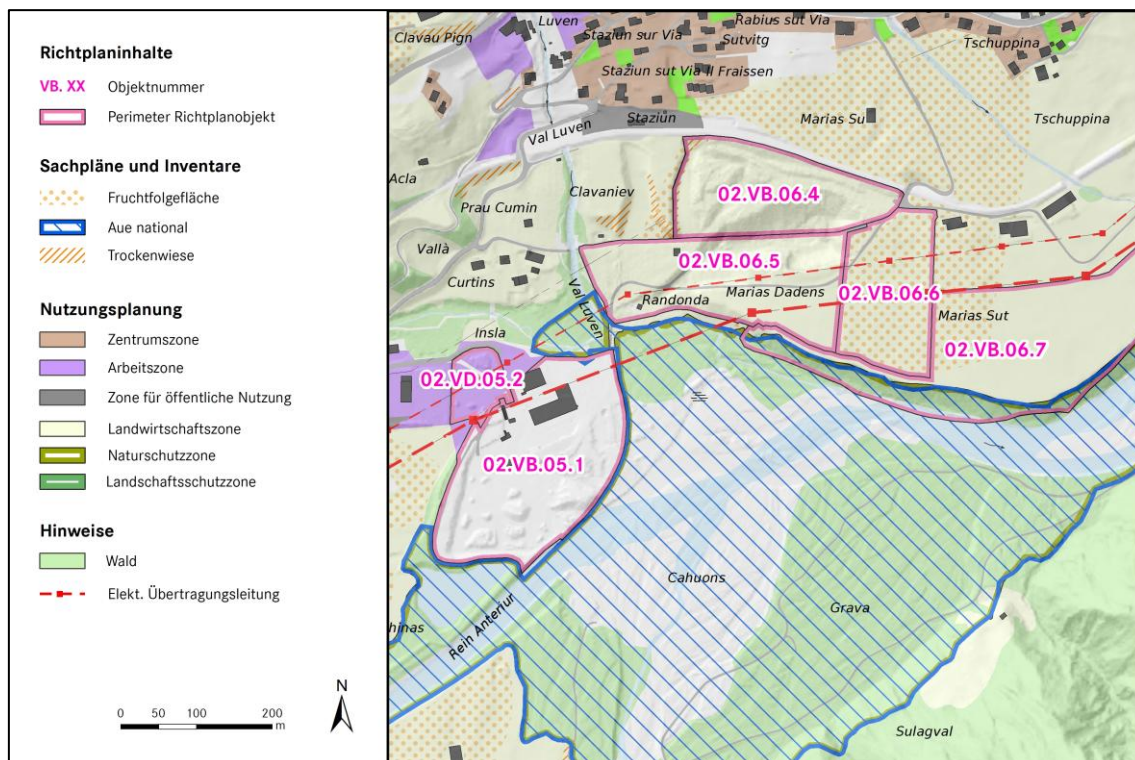 Richtplaninhalte
VB. XX Objektnummer
Perimeter Richtplanobjekt
Sachpläne und Inventare
Fruchtfolgefläche
Aue national
Trockenwiese
Nutzungsplanung
Zentrumszone
Arbeitszone
Zone für öffentliche Nutzung
Landwirtschaftszone
Naturschutzzone
Landschaftsschutzzone
Hinweise
Wald
Elekt. Übertragungsleitung
0 50 100 200
m
N
Luven
Rabius sut Via
Clavau Pign
Staziun sur Via
Sutvitg
Tschuppina
Staziun sut Via II Fraissen
Staziun
Val Luven
Marias Su
Tschuppina
Acla
Clavaniev
02.VB.06.4
Prau Cumin
Vallà
02.VB.06.5
Curtins
Val Luven
Randonda
Marias Dadens
02.VB.06.6
Insla
Marias Sut
02.VB.06.7
02.VD.05.2
02.VB.05.1
Cahuons
Grava
hinas
Rein Anteriur
Sulagval